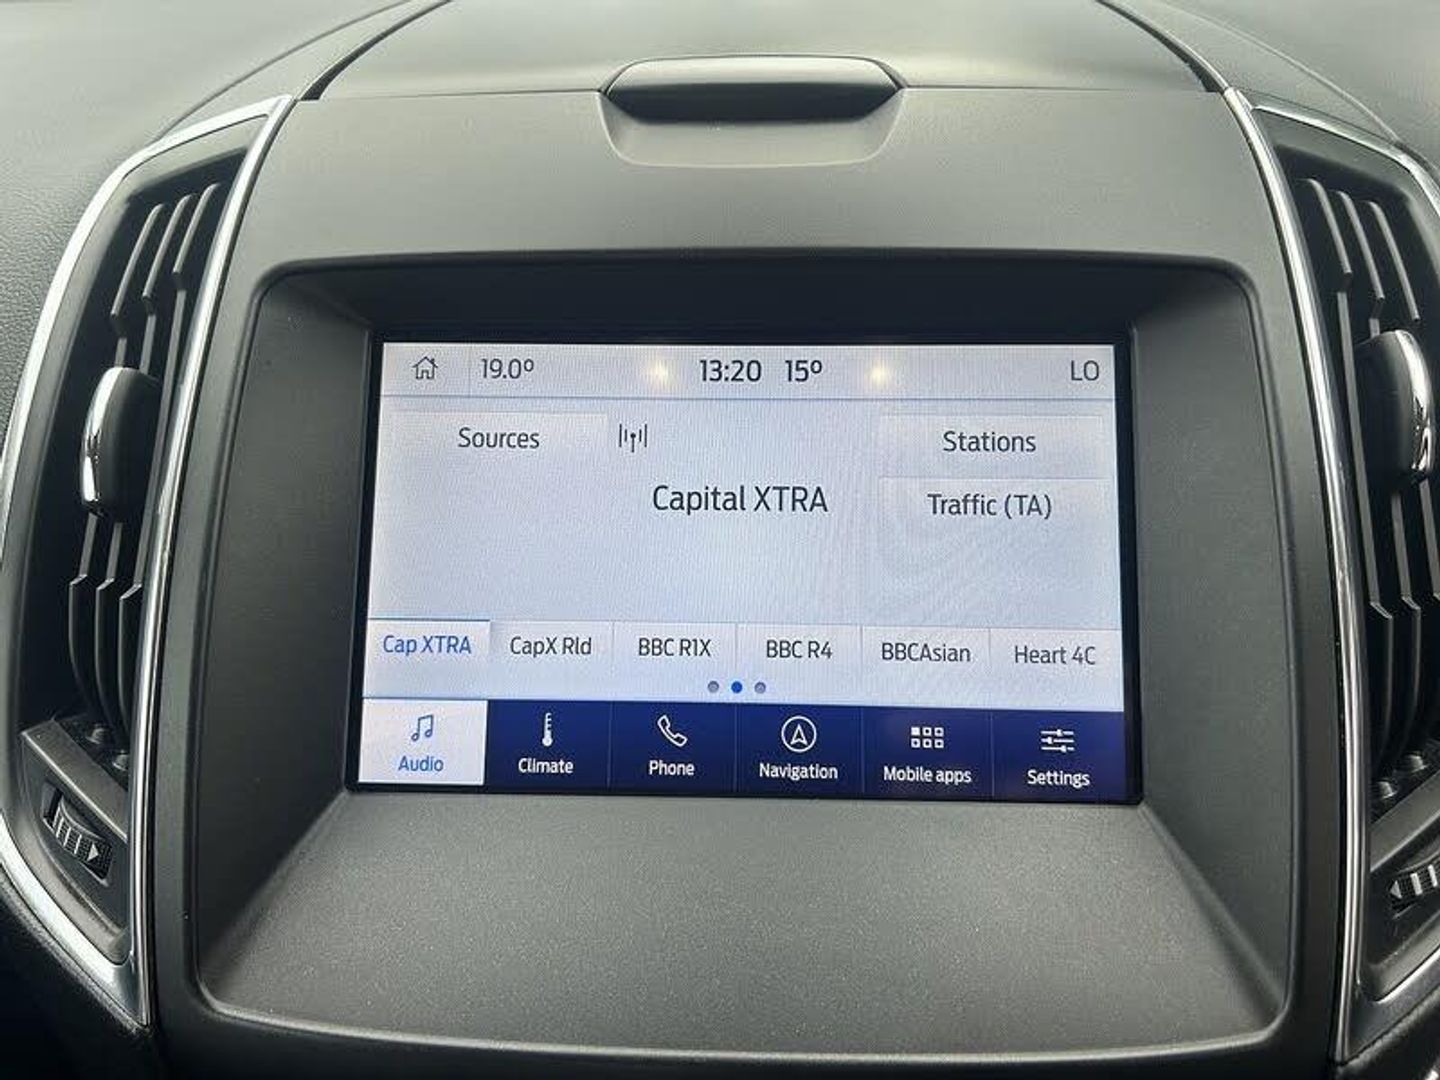 19.0° 13:20 15° LO
Sources Stations
Capital XTRA Traffic (TA)
Cap XTRA CapX Rld BBC R1X BBC R4 BBCAsian Heart 4C
Audio Climate Phone Navigation Mobile apps Settings